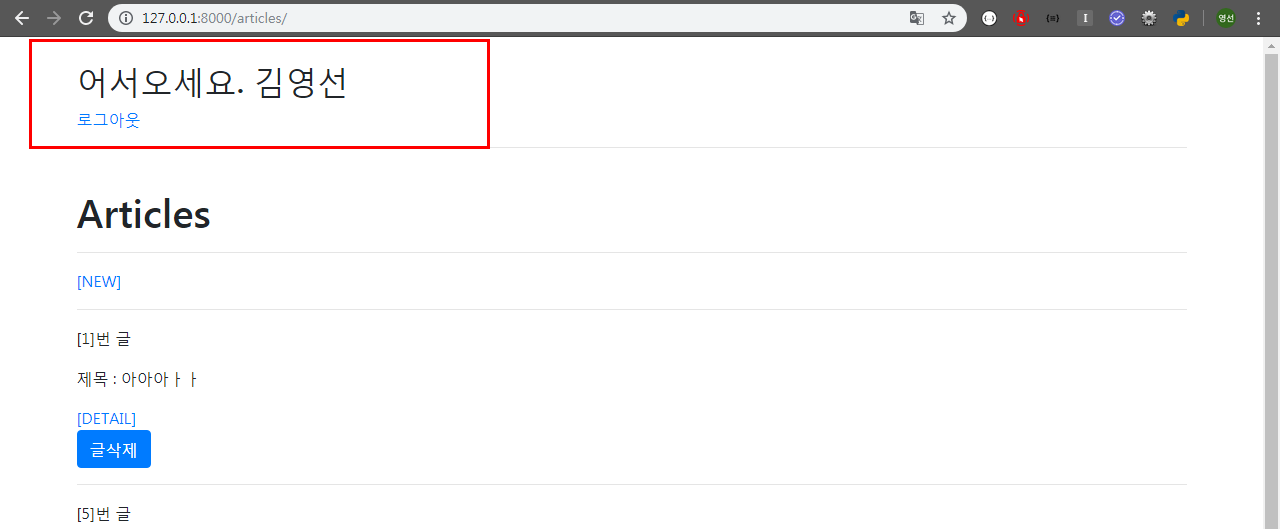 127.0.0.1:8000/articles/
영선
어서오세요. 김영선
로그아웃
Articles
[NEW]
[1]번 글
제목 : 아아아ㅏㅏ
[DETAIL]
글삭제
[5]번 글